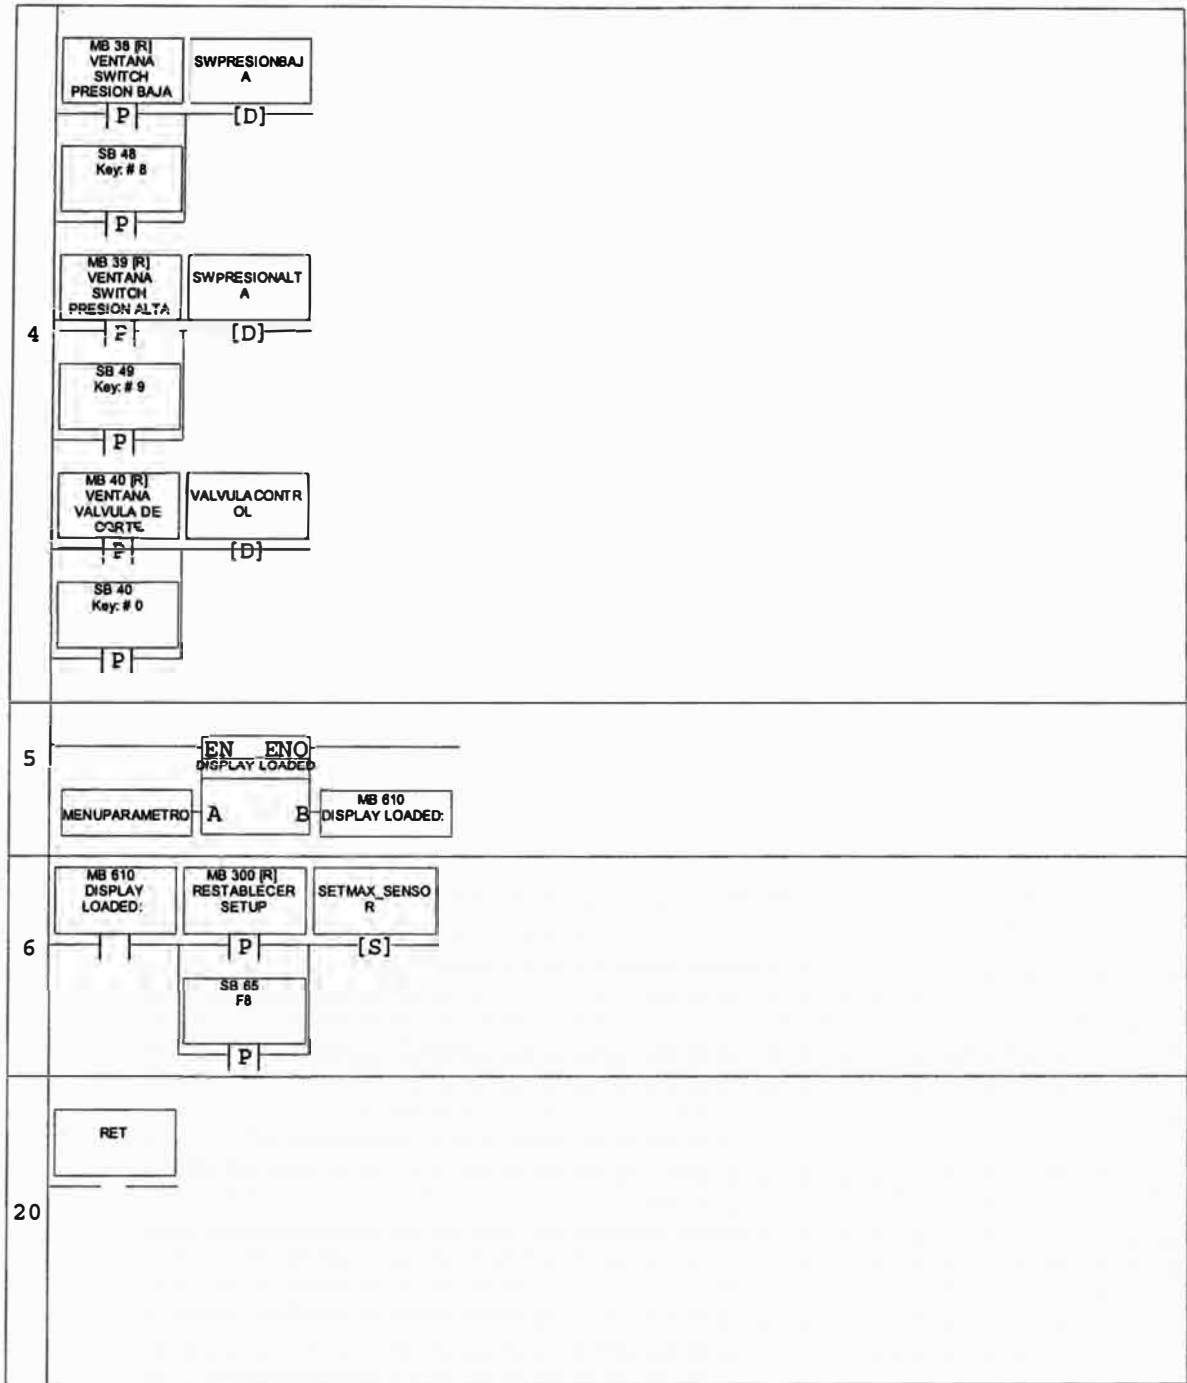 MB 38 [R]
VENTANA
SWITCH
PRESION BAJA
SWPRESIONBAJ
A
P
[D]
SB 48
Key: # 8
P
MB 39 [R]
VENTANA
SWITCH
PRESION ALTA
SWPRESIONALT
A
4
P
[D]
SB 49
Key: # 9
P
MB 40 [R]
VENTANA
VALVULA DE
CORTE
VALVULACONTR
OL
P
[D]
SB 40
Key: # 0
P
5
EN ENO
DISPLAY LOADED
MENUPARAMETRO
A B
MB 610
DISPLAY LOADED:
MB 610
DISPLAY
LOADED:
MB 300 [R]
RESTABLECER
SETUP
SETMAX_SENSO
R
6
P
[S]
SB 65
F8
P
RET
20